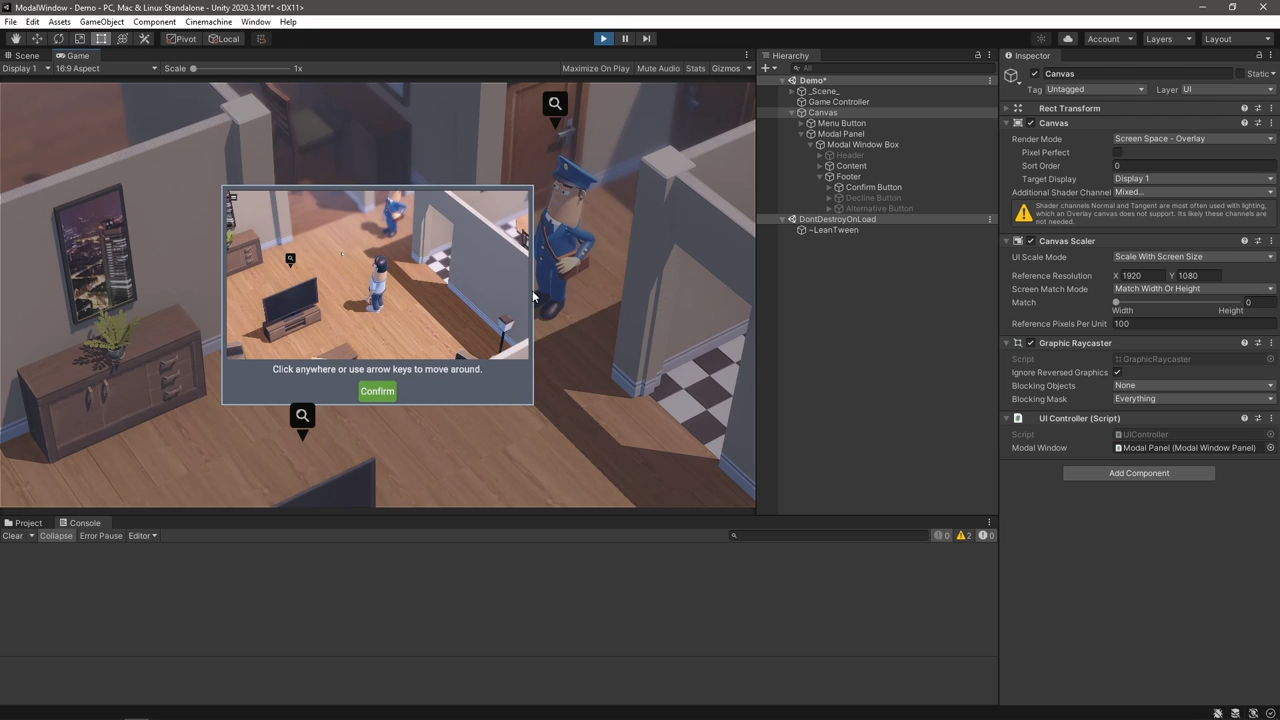 ModalWindow - Demo - PC, Mac & Linux Standalone - Unity 2020.3.10f1* <DX11>
File Edit Assets GameObject Component Cinemachine Window Help
Pivot Local Account Layers Layout
Scene Game
Display 1 16:9 Aspect Scale 1x Maximize On Play Mute Audio Stats Gizmos
Click anywhere or use arrow keys to move around.
Confirm
Hierarchy
All
Demo*
_Scene_
Game Controller
Canvas
Menu Button
Modal Panel
Modal Window Box
Header
Content
Footer
Confirm Button
Decline Button
Alternative Button
DontDestroyOnLoad
~LeanTween
Inspector
Canvas Static
Tag Untagged Layer UI
Rect Transform
Canvas
Render Mode Screen Space - Overlay
Pixel Perfect
Sort Order 0
Target Display Display 1
Additional Shader Channel Mixed...
Shader channels Normal and Tangent are most often used with lighting,
which an Overlay canvas does not support. Its likely these channels are
not needed.
Canvas Scaler
UI Scale Mode Scale With Screen Size
Reference Resolution X 1920 Y 1080
Screen Match Mode Match Width Or Height
Match 0
Width Height
Reference Pixels Per Unit 100
Graphic Raycaster
Script GraphicRaycaster
Ignore Reversed Graphics
Blocking Objects None
Blocking Mask Everything
UI Controller (Script)
Script UIController
Modal Window Modal Panel (Modal Window Panel)
Add Component
Project Console
Clear Collapse Error Pause Editor 0 2 0